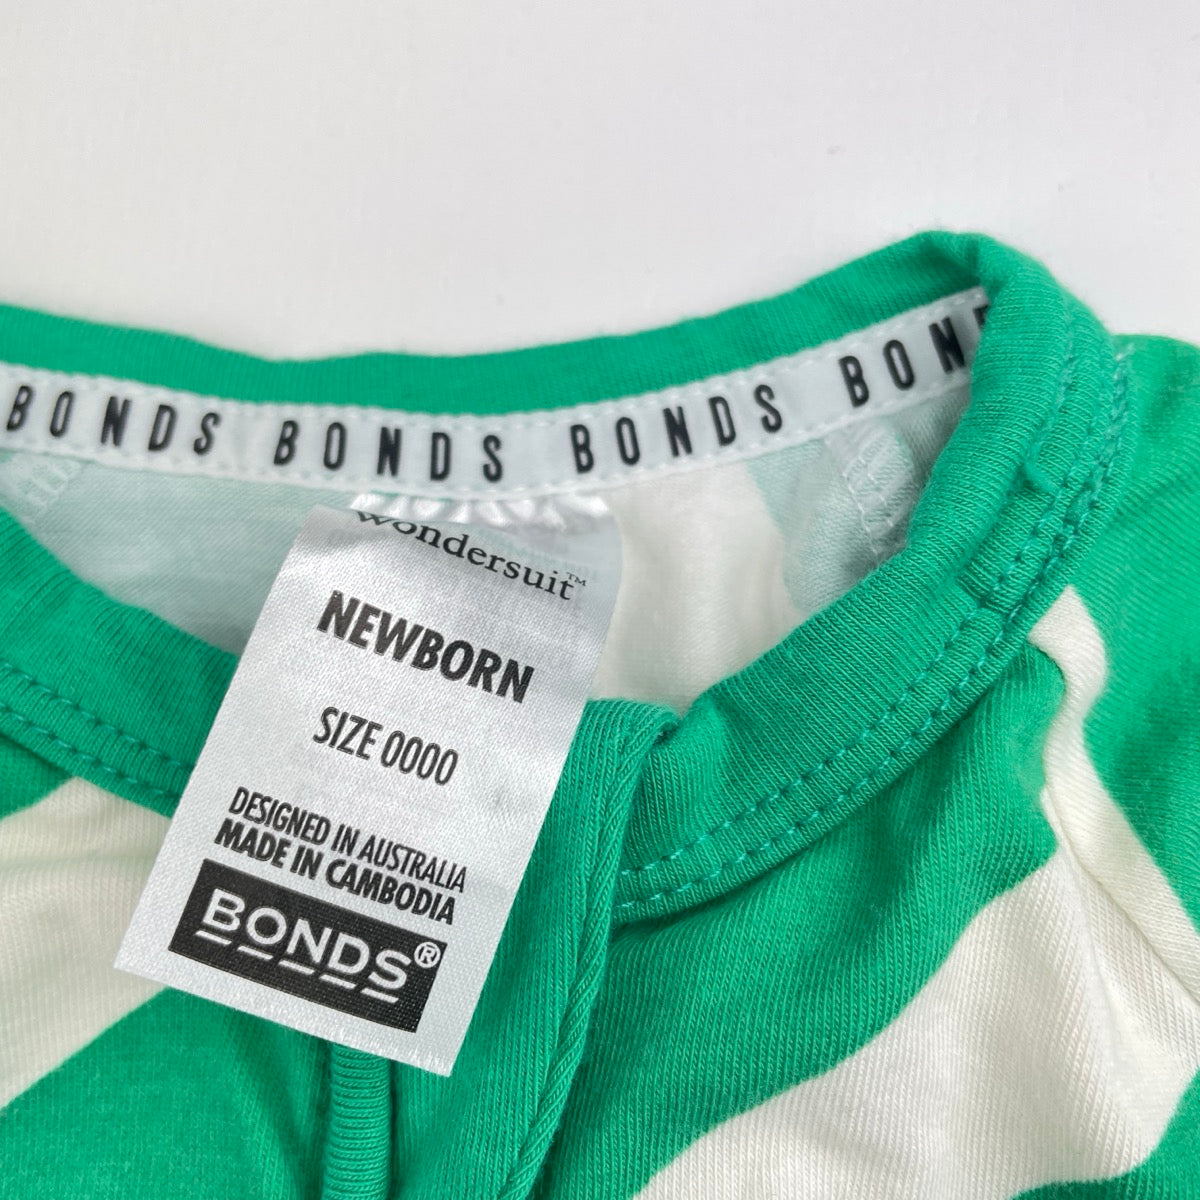 BONDS BONDS BONDS BON
wondersuit™
NEWBORN
SIZE 0000
DESIGNED IN AUSTRALIA
MADE IN CAMBODIA
BONDS®